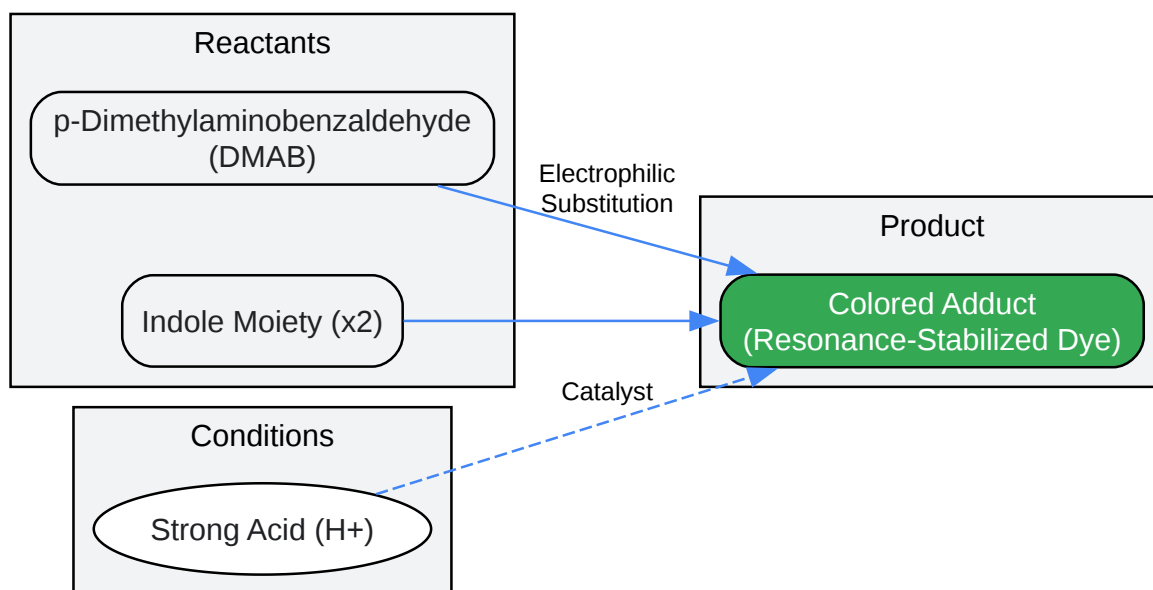 Reactants
p-Dimethylaminobenzaldehyde
(DMAB)
Electrophilic
Substitution
Product
Indole Moiety (x2)
Colored Adduct
(Resonance-Stabilized Dye)
Catalyst
Conditions
Strong Acid (H+)